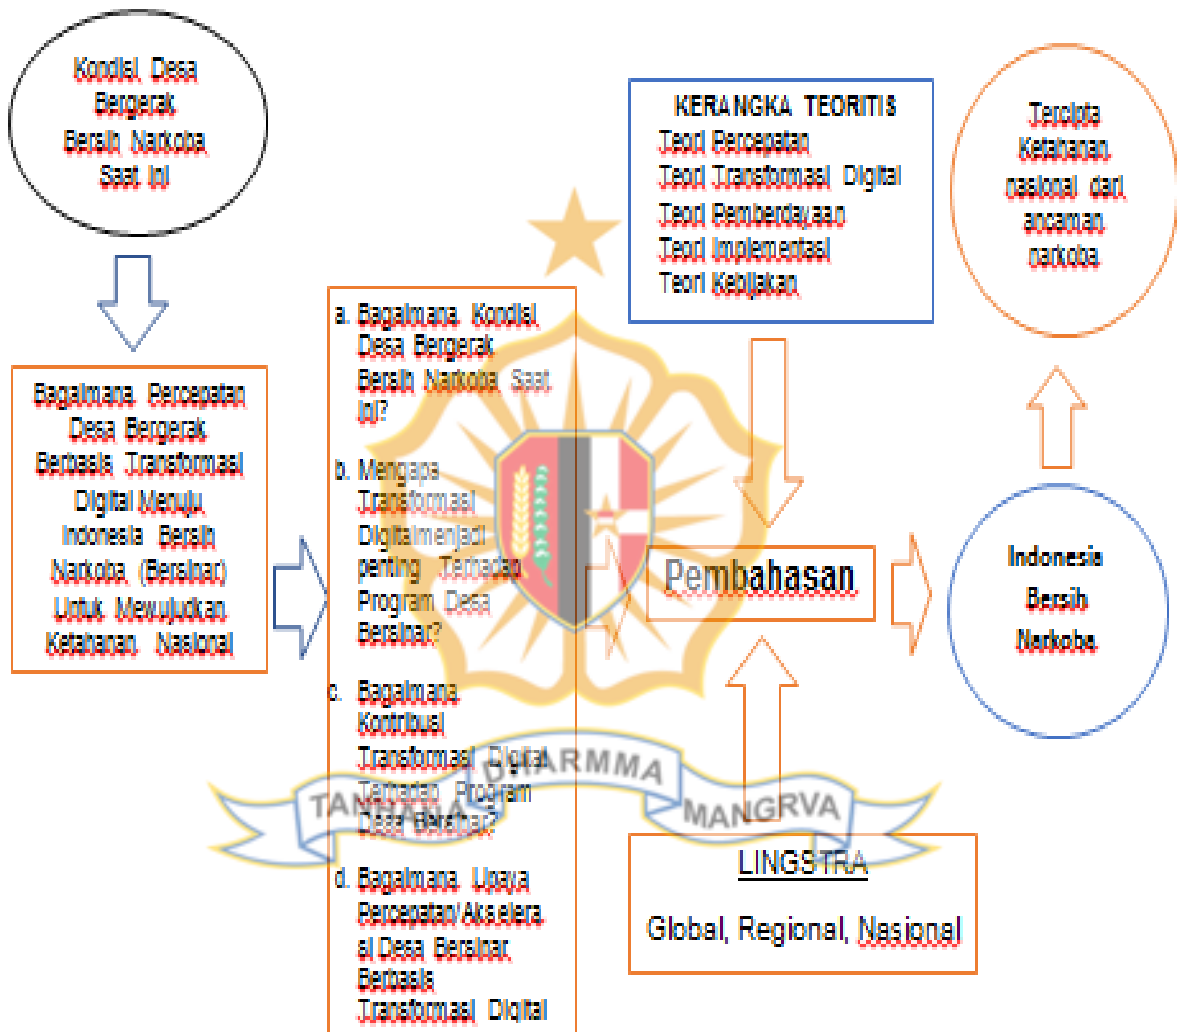 Kondisi Desa
Bergerak
Bersih Narkoba
Saat Ini
Bagaimana Percepatan
Desa Bergerak
Berbasis Transformasi
Digital Menuju
Indonesia Bersih
Narkoba (Bersinar)
Untuk Mewujudkan
Ketahanan Nasional
a. Bagaimana Kondisi
Desa Bergerak
Bersih Narkoba Saat
Ini?
b. Mengapa
Transformasi
Digitalmenjadi
penting Terhadap
Program Desa
Bersinar?
c. Bagaimana
Kontribusi
Transformasi Digital
Terhadap Program
Desa Bersinar?
d. Bagaimana Upaya
Percepatan/Akselera
si Desa Bersinar
Berbasis
Transformasi Digital
KERANGKA TEORITIS
Teori Percepatan
Teori Transformasi Digital
Teori Pemberdayaan
Teori Implementasi
Teori Kebijakan
Pembahasan
LINGSTRA
Global, Regional, Nasional
Indonesia
Bersih
Narkoba
Tercipta
Ketahanan
nasional dari
ancaman
narkoba
TANHANA DHARMMA MANGRVA